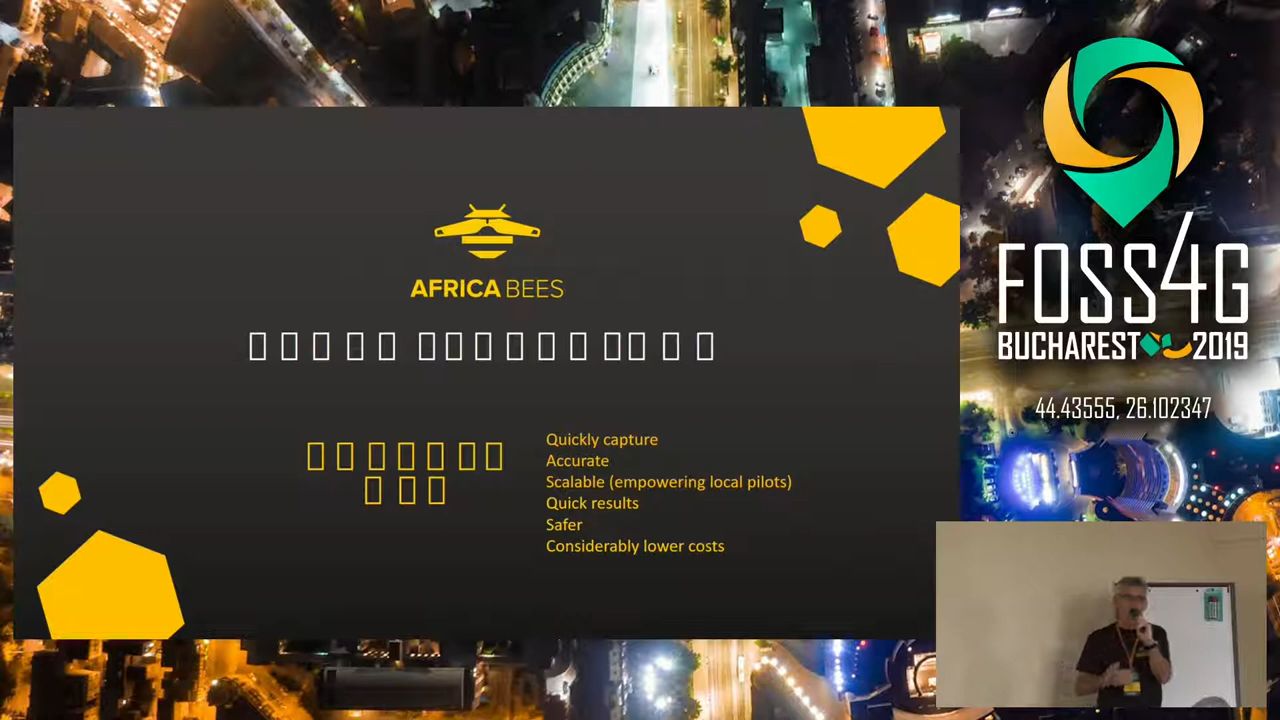 AFRICA BEES
Quickly capture
Accurate
Scalable (empowering local pilots)
Quick results
Safer
Considerably lower costs
FOSS4G
BUCHAREST 2019
44.43555, 26.102347